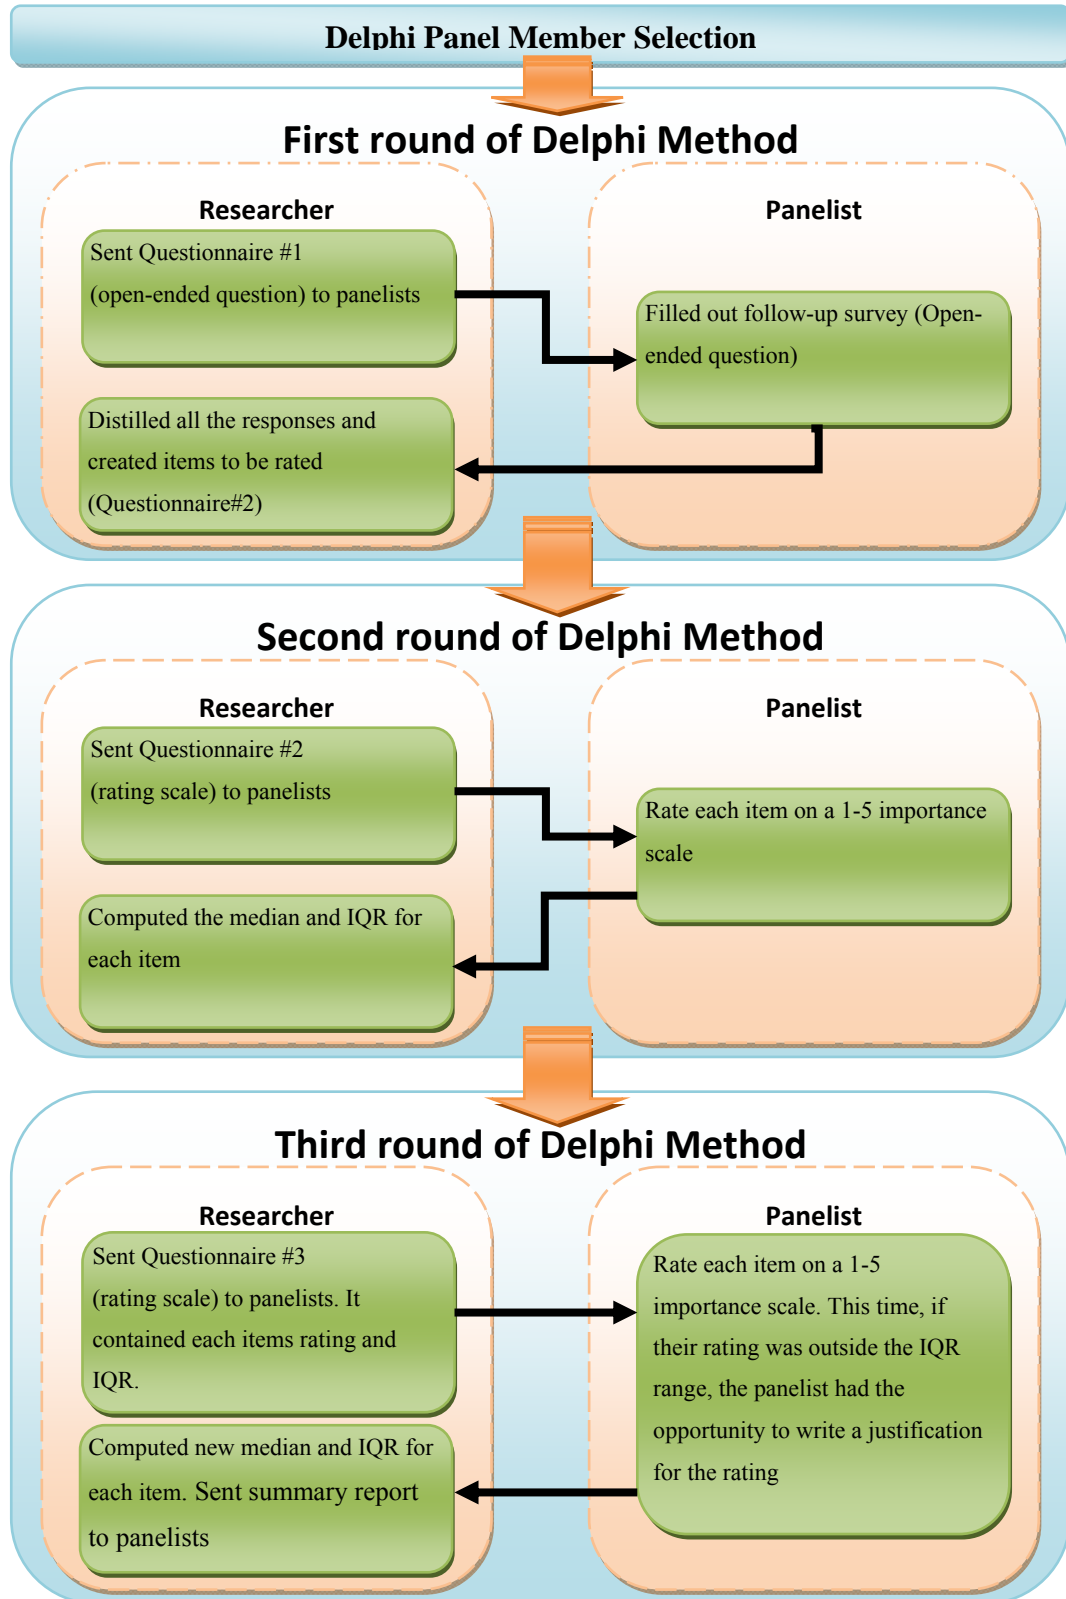 Delphi Panel Member Selection
First round of Delphi Method
Researcher
Sent Questionnaire #1
(open-ended question) to panelists
Distilled all the responses and
created items to be rated
(Questionnaire#2)
Panelist
Filled out follow-up survey (Open-
ended question)
Second round of Delphi Method
Researcher
Sent Questionnaire #2
(rating scale) to panelists
Computed the median and IQR for
each item
Panelist
Rate each item on a 1-5 importance
scale
Third round of Delphi Method
Researcher
Sent Questionnaire #3
(rating scale) to panelists. It
contained each items rating and
IQR.
Computed new median and IQR for
each item. Sent summary report
to panelists
Panelist
Rate each item on a 1-5
importance scale. This time, if
their rating was outside the IQR
range, the panelist had the
opportunity to write a justification
for the rating